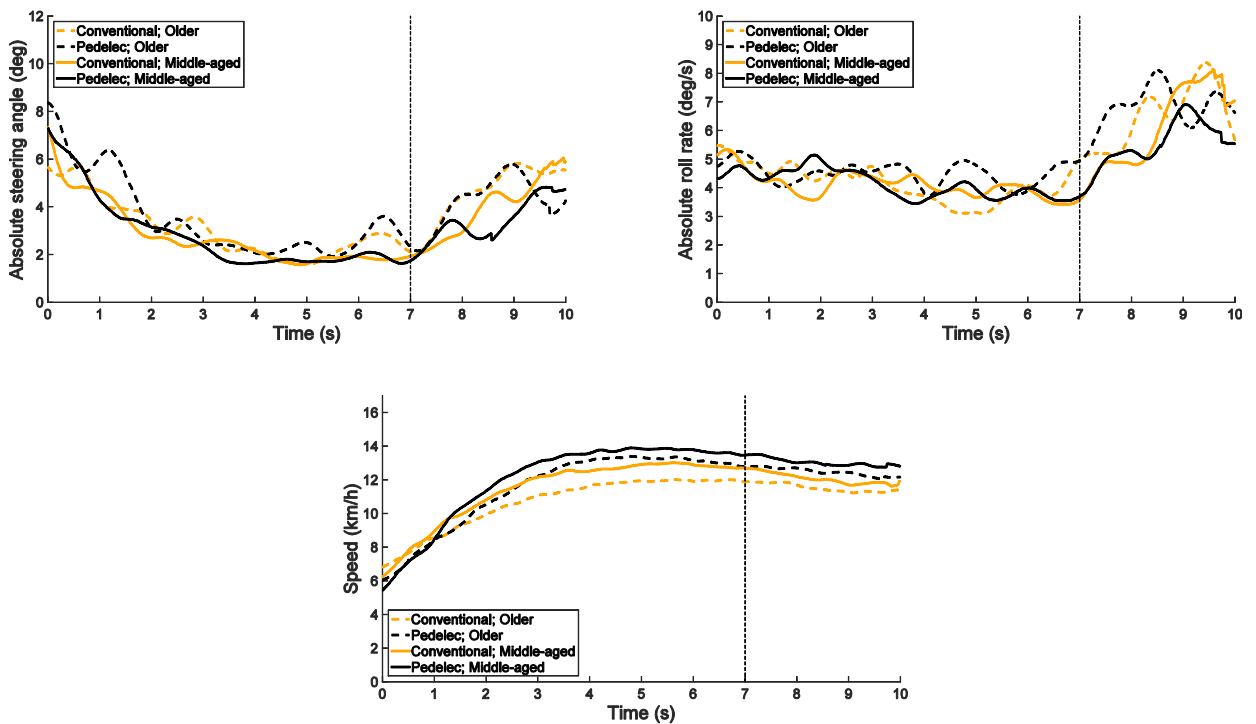 Absolute steering angle (deg)
12
10
8
6
4
2
0
Conventional; Older
Pedelec; Older
Conventional; Middle-aged
Pedelec; Middle-aged
0 1 2 3 4 5 6 7 8 9 10
Time (s)
Absolute roll rate (deg/s)
10
9
8
7
6
5
4
3
2
1
0
Conventional; Older
Pedelec; Older
Conventional; Middle-aged
Pedelec; Middle-aged
0 1 2 3 4 5 6 7 8 9 10
Time (s)
Speed (km/h)
16
14
12
10
8
6
4
2
0
Conventional; Older
Pedelec; Older
Conventional; Middle-aged
Pedelec; Middle-aged
0 1 2 3 4 5 6 7 8 9 10
Time (s)